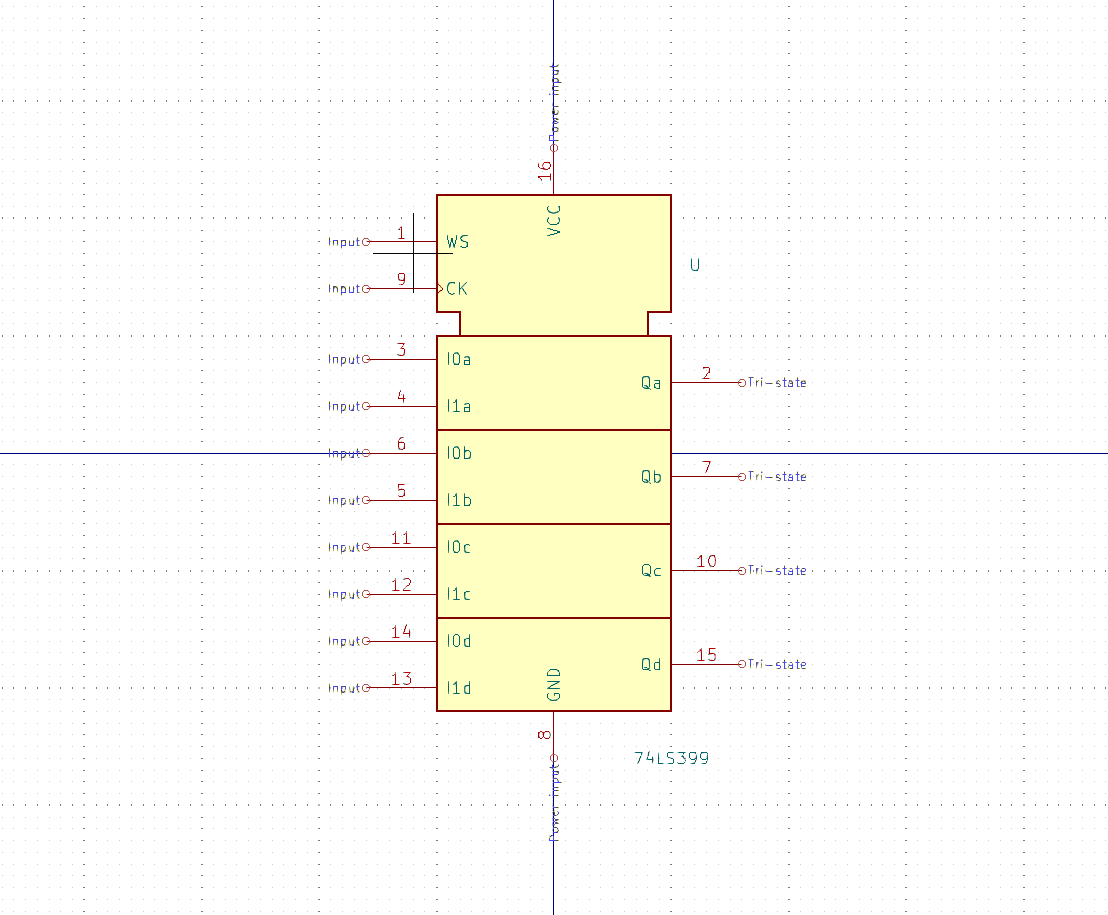 Power input
16
VCC
Input 1 WS
U
Input 9 CK
Input 3 I0a
Qa 2 Tri-state
Input 4 I1a
Input 6 I0b
Qb 7 Tri-state
Input 5 I1b
Input 11 I0c
Qc 10 Tri-state
Input 12 I1c
Input 14 I0d
Qd 15 Tri-state
Input 13 I1d
GND
8
74LS399
Power input